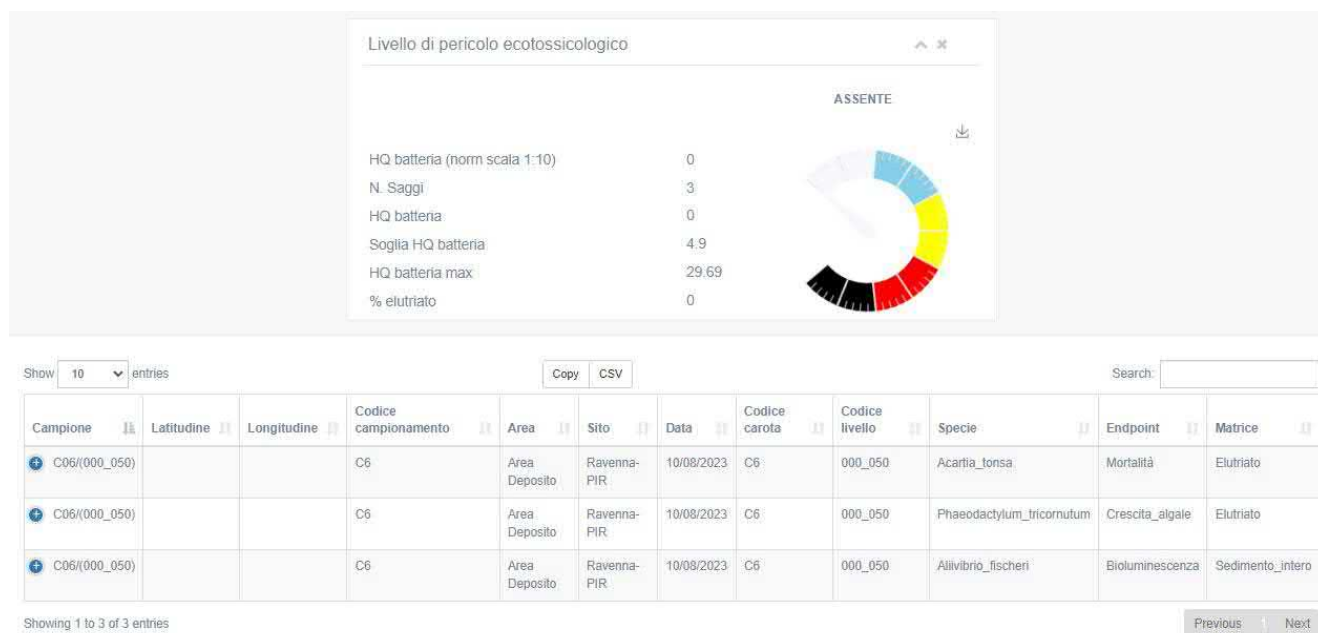 Livello di pericolo ecotossicologico
ASSENTE
HQ batteria (norm scala 1:10) 0
N. Saggi 3
HQ batteria 0
Soglia HQ batteria 4.9
HQ batteria max 29.69
% elutriato 0
Show 10 entries Copy CSV Search:
Campione Latitudine Longitudine Codice campionamento Area Sito Data Codice carota Codice livello Specie Endpoint Matrice
C06/(000_050) C6 Area Deposito Ravenna-PIR 10/08/2023 C6 000_050 Acartia_tonsa Mortalità Elutriato
C06/(000_050) C6 Area Deposito Ravenna-PIR 10/08/2023 C6 000_050 Phaeodactylum_tricornutum Crescita_algale Elutriato
C06/(000_050) C6 Area Deposito Ravenna-PIR 10/08/2023 C6 000_050 Aliivibrio_fischeri Bioluminescenza Sedimento_intero
Showing 1 to 3 of 3 entries Previous 1 Next